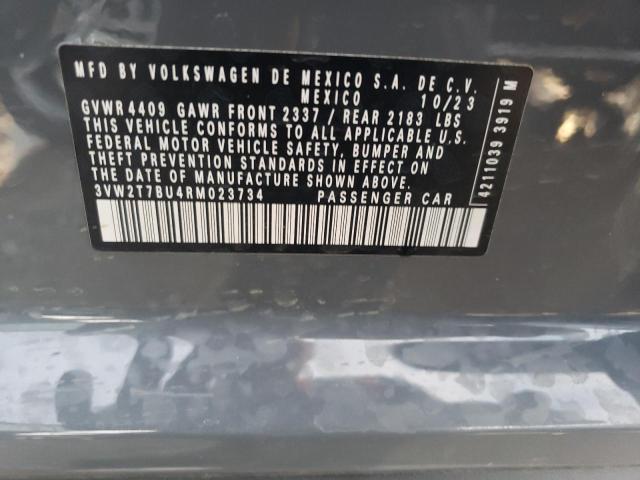 MFD BY VOLKSWAGEN DE MEXICO S.A. DE C.V.
MEXICO 10/23
GVWR 4409 GAWR FRONT 2337 / REAR 2183 LBS
THIS VEHICLE CONFORMS TO ALL APPLICABLE U.S.
FEDERAL MOTOR VEHICLE SAFETY, BUMPER AND
THEFT PREVENTION STANDARDS IN EFFECT ON
THE DATE OF MANUFACTURE SHOWN ABOVE.
3VW2T7BU4RM023734 PASSENGER CAR
4211039 3919 M